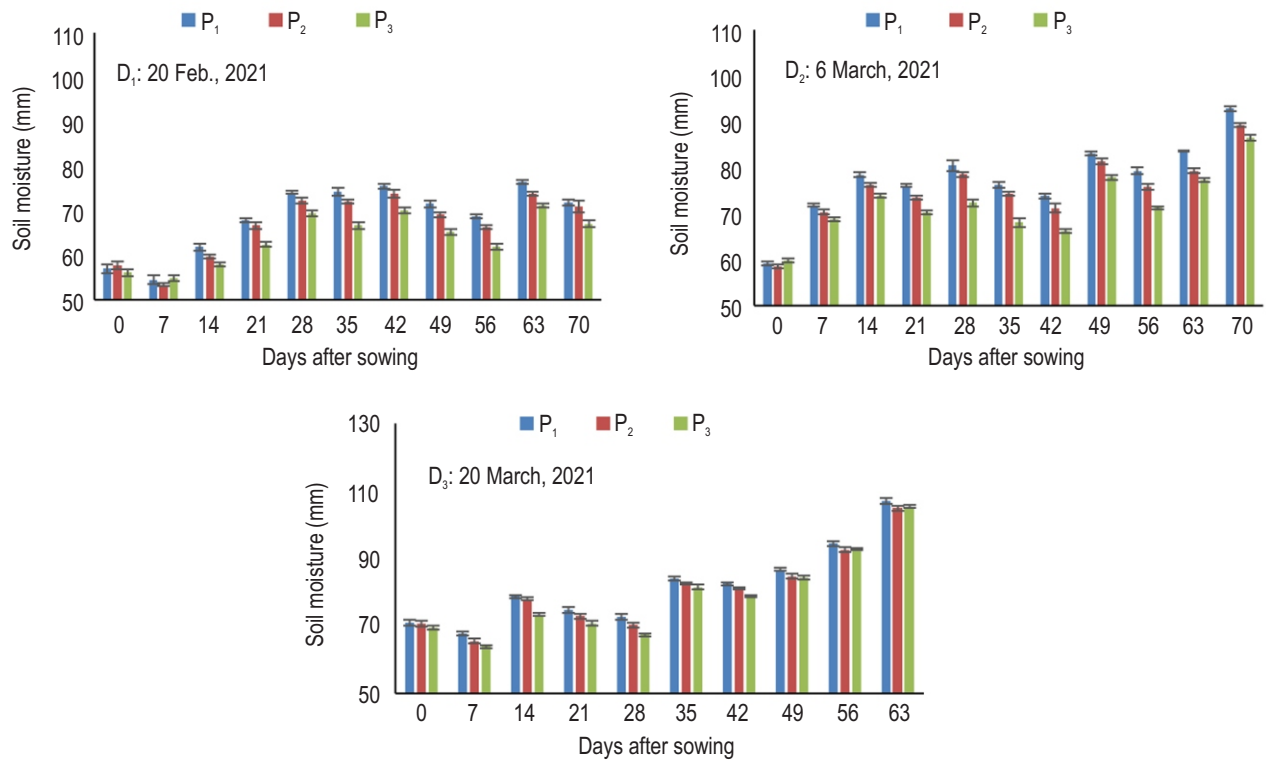 P1 P2 P3
D1: 20 Feb., 2021
Soil moisture (mm)
110
100
90
80
70
60
50
0 7 14 21 28 35 42 49 56 63 70
Days after sowing
P1 P2 P3
D2: 6 March, 2021
Soil moisture (mm)
110
100
90
80
70
60
50
0 7 14 21 28 35 42 49 56 63 70
Days after sowing
P1 P2 P3
D3: 20 March, 2021
Soil moisture (mm)
130
110
90
70
50
0 7 14 21 28 35 42 49 56 63
Days after sowing